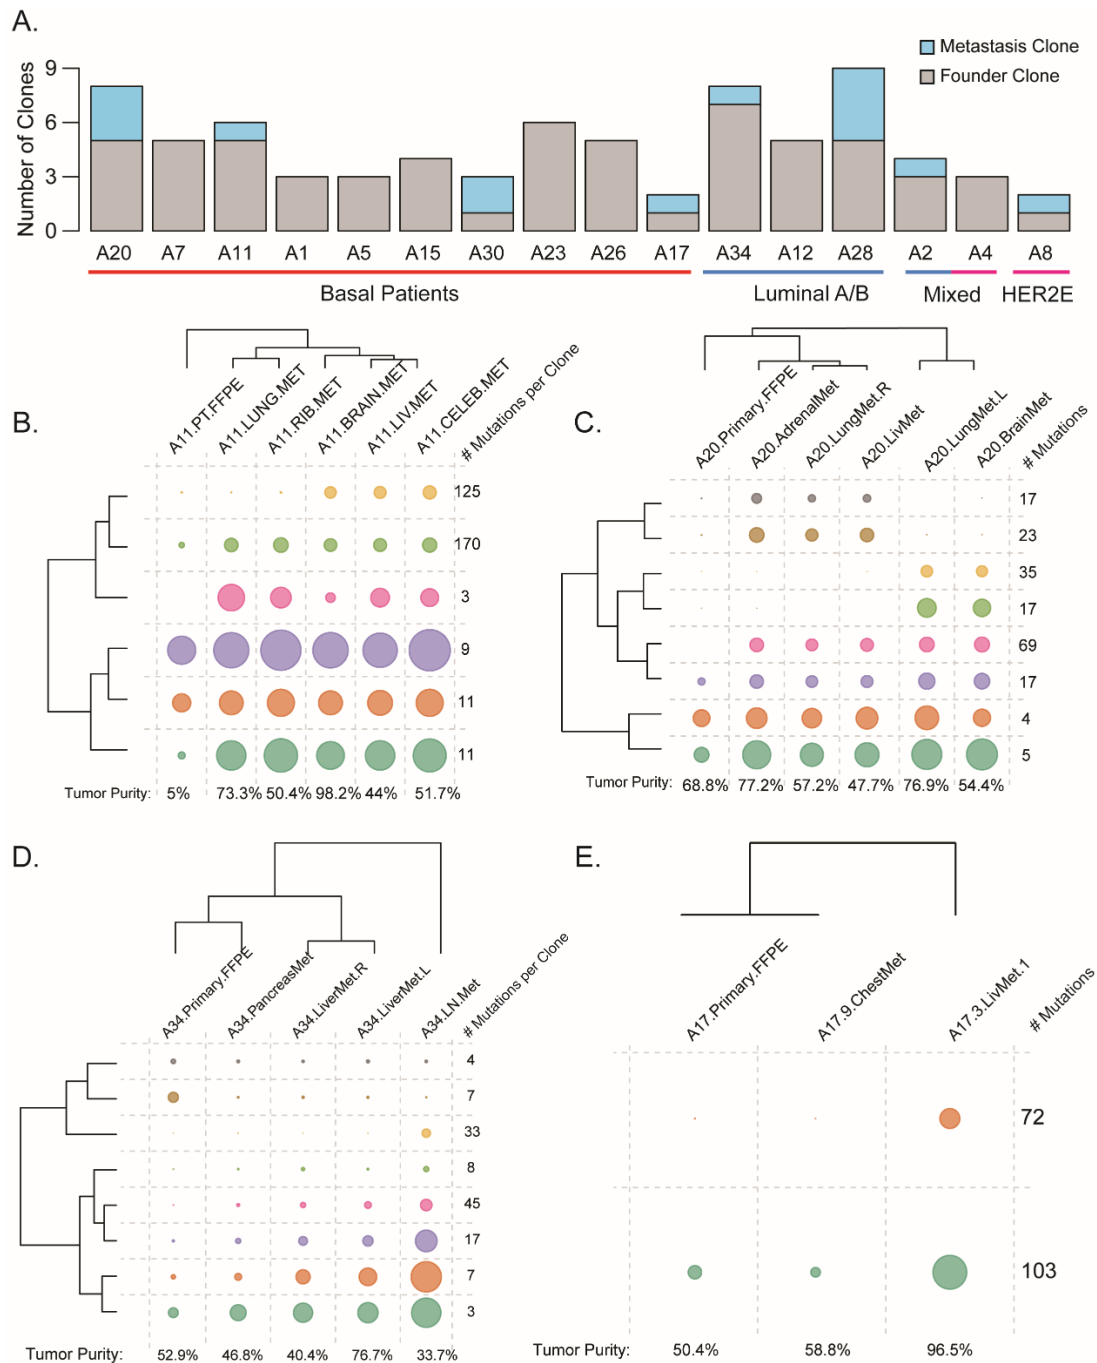 A.
Metastasis Clone
Founder Clone
Number of Clones
9
6
3
0
A20 A7 A11 A1 A5 A15 A30 A23 A26 A17 A34 A12 A28 A2 A4 A8
Basal Patients Luminal A/B Mixed HER2E
B.
A11.PT.FFPE
A11.LUNG.MET
A11.RIB.MET
A11.BRAIN.MET
A11.LIV.MET
A11.CELEB.MET
# Mutations per Clone
125
170
3
9
11
11
Tumor Purity: 5% 73.3% 50.4% 98.2% 44% 51.7%
C.
A20.Primary.FFPE
A20.AdrenalMet
A20.LungMet.R
A20.LivMet
A20.LungMet.L
A20.BrainMet
# Mutations
17
23
35
17
69
17
4
5
Tumor Purity: 68.8% 77.2% 57.2% 47.7% 76.9% 54.4%
D.
A34.Primary.FFPE
A34.PancreasMet
A34.LiverMet.R
A34.LiverMet.L
A34.LN.Met
# Mutations per Clone
4
7
33
8
45
17
7
3
Tumor Purity: 52.9% 46.8% 40.4% 76.7% 33.7%
E.
A17.Primary.FFPE
A17.9.ChestMet
A17.3.LivMet.1
# Mutations
72
103
50.4% 58.8% 96.5%